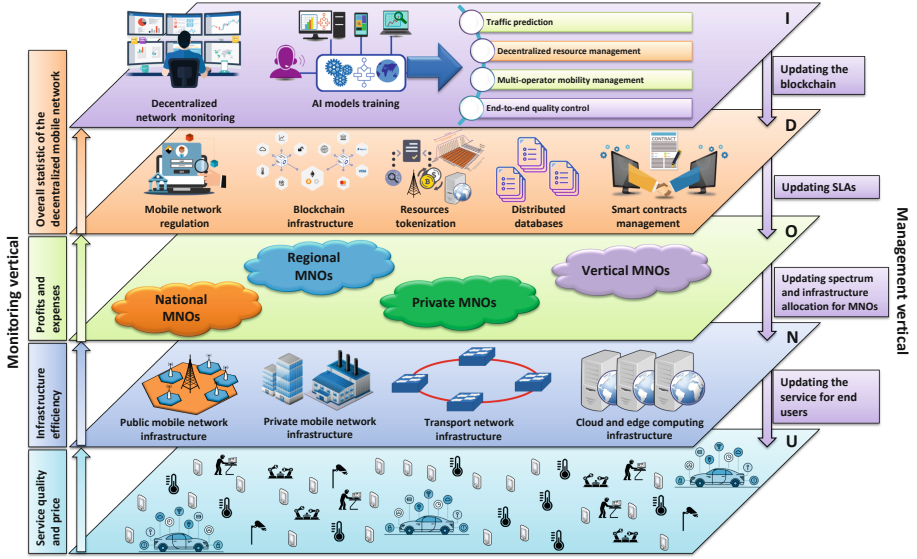 I
Traffic prediction
Decentralized resource management
Multi-operator mobility management
End-to-end quality control
Decentralized
network monitoring
AI models training
Updating the
blockchain
D
CONTRACT
Mobile network
regulation
Blockchain
infrastructure
Resources
tokenization
Distributed
databases
Smart contracts
management
Updating SLAs
O
Regional
MNOs
Vertical MNOs
National
MNOs
Private MNOs
Updating spectrum
and infrastructure
allocation for MNOs
N
Public mobile network
infrastructure
Private mobile network
infrastructure
Transport network
infrastructure
Cloud and edge computing
infrastructure
Updating the
service for end
users
U
Monitoring vertical
Overall statistic of the
decentralized mobile network
Profits and
expenses
Infrastructure
efficiency
Service quality
and price
Management vertical